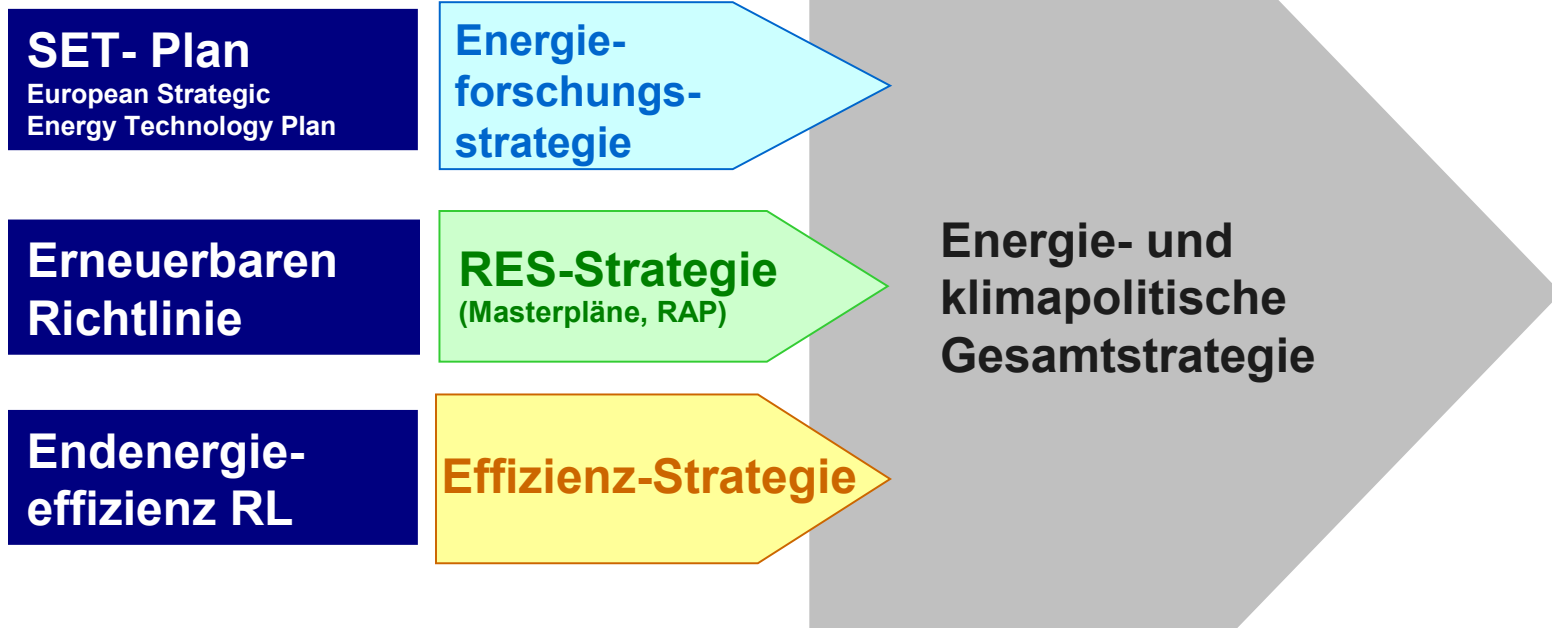 SET- Plan
European Strategic
Energy Technology Plan
Energie-
forschungs-
strategie
Erneuerbaren
Richtlinie
RES-Strategie
(Masterpläne, RAP)
Endenergie-
effizienz RL
Effizienz-Strategie
Energie- und
klimapolitische
Gesamtstrategie